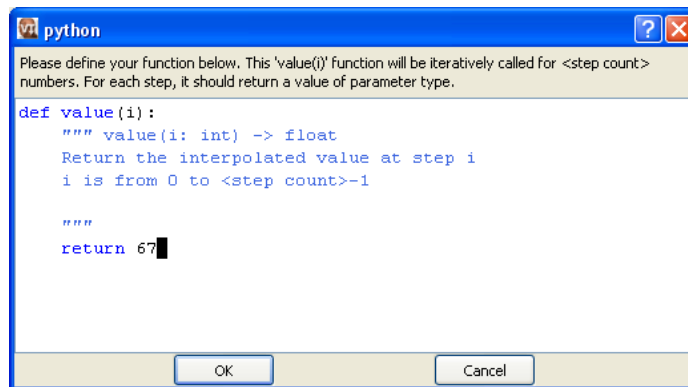 VT python
Please define your function below. This 'value(i)' function will be iteratively called for <step count>
numbers. For each step, it should return a value of parameter type.
def value(i):
    """ value(i: int) -> float
    Return the interpolated value at step i
    i is from 0 to <step count>-1
    """
    return 67
OK Cancel